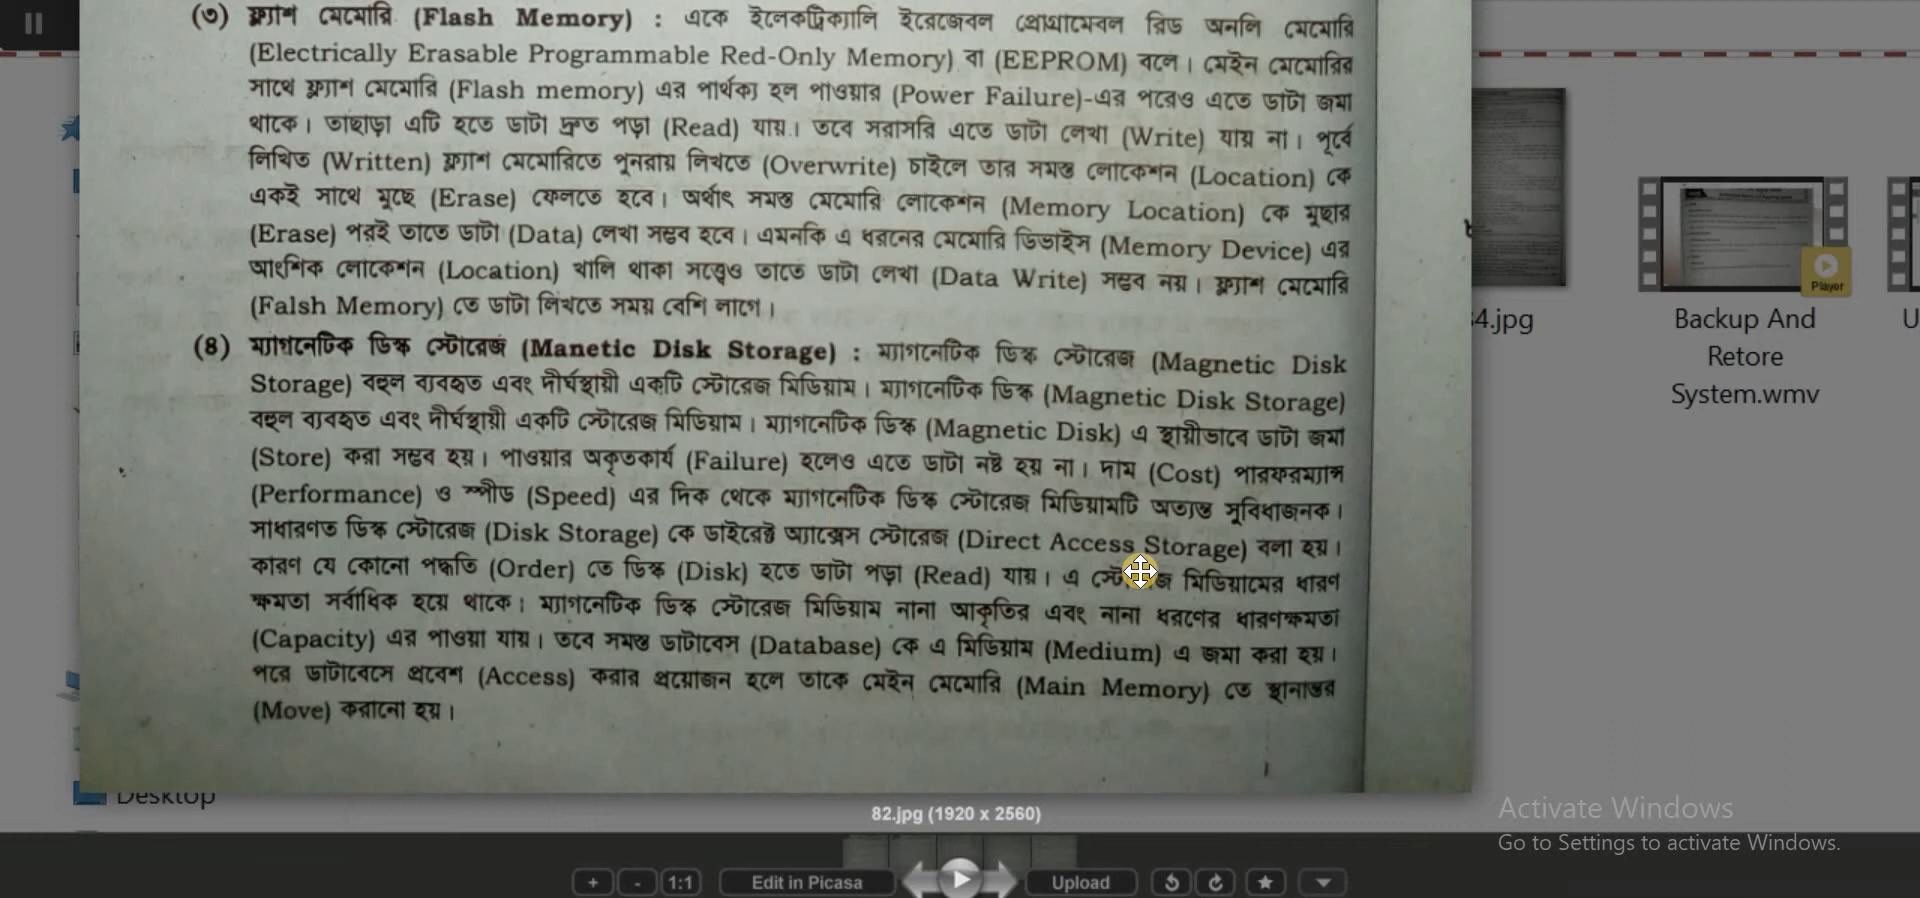 (৩) ফ্ল্যাশ মেমোরি (Flash Memory) : একে ইলেকট্রিক্যালি ইরেজেবল প্রোগ্রামেবল রিড অনলি মেমোরি
(Electrically Erasable Programmable Red-Only Memory) বা (EEPROM) বলে। মেইন মেমোরির
সাথে ফ্ল্যাশ মেমোরি (Flash memory) এর পার্থক্য হল পাওয়ার (Power Failure)-এর পরেও এতে ডাটা জমা
থাকে। তাছাড়া এটি হতে ডাটা দ্রুত পড়া (Read) যায়। তবে সরাসরি এতে ডাটা লেখা (Write) যায় না। পূর্বে
লিখিত (Written) ফ্ল্যাশ মেমোরিতে পুনরায় লিখতে (Overwrite) চাইলে তার সমস্ত লোকেশন (Location) কে
একই সাথে মুছে (Erase) ফেলতে হবে। অর্থাৎ সমস্ত মেমোরি লোকেশন (Memory Location) কে মুছার
(Erase) পরই তাতে ডাটা (Data) লেখা সম্ভব হবে। এমনকি এ ধরনের মেমোরি ডিভাইস (Memory Device) এর
আংশিক লোকেশন (Location) খালি থাকা সত্ত্বেও তাতে ডাটা লেখা (Data Write) সম্ভব নয়। ফ্ল্যাশ মেমোরি
(Falsh Memory) তে ডাটা লিখতে সময় বেশি লাগে।
(৪) ম্যাগনেটিক ডিস্ক স্টোরেজ (Manetic Disk Storage) : ম্যাগনেটিক ডিস্ক স্টোরেজ (Magnetic Disk
Storage) বহুল ব্যবহৃত এবং দীর্ঘস্থায়ী একটি স্টোরেজ মিডিয়াম। ম্যাগনেটিক ডিস্ক (Magnetic Disk Storage)
বহুল ব্যবহৃত এবং দীর্ঘস্থায়ী একটি স্টোরেজ মিডিয়াম। ম্যাগনেটিক ডিস্ক (Magnetic Disk) এ স্থায়ীভাবে ডাটা জমা
(Store) করা সম্ভব হয়। পাওয়ার অকৃতকার্য (Failure) হলেও এতে ডাটা নষ্ট হয় না। দাম (Cost) পারফরম্যান্স
(Performance) ও স্পীড (Speed) এর দিক থেকে ম্যাগনেটিক ডিস্ক স্টোরেজ মিডিয়ামটি অত্যন্ত সুবিধাজনক।
সাধারণত ডিস্ক স্টোরেজ (Disk Storage) কে ডাইরেক্ট অ্যাক্সেস স্টোরেজ (Direct Access Storage) বলা হয়।
কারণ যে কোনো পদ্ধতি (Order) তে ডিস্ক (Disk) হতে ডাটা পড়া (Read) যায়। এ মিডিয়ামের ধারণ
ক্ষমতা সর্বাধিক হয়ে থাকে। ম্যাগনেটিক ডিস্ক স্টোরেজ মিডিয়াম নানা আকৃতির এবং নানা ধরণের ধারণক্ষমতা
(Capacity) এর পাওয়া যায়। তবে সমস্ত ডাটাবেস (Database) কে এ মিডিয়াম (Medium) এ জমা করা হয়।
পরে ডাটাবেসে প্রবেশ (Access) করার প্রয়োজন হলে তাকে মেইন মেমোরি (Main Memory) তে স্থানান্তর
(Move) করানো হয়।
4.jpg
Player
Backup And
Retore
System.wmv
U
Desktop
82.jpg (1920 x 2560)
Activate Windows
Go to Settings to activate Windows.
+ - 1:1 Edit in Picasa Upload